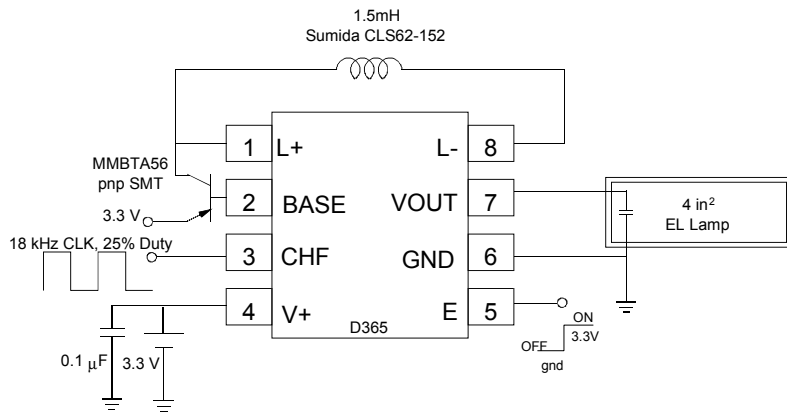 1.5mH
Sumida CLS62-152
1
L+
L-
8
MMBTA56
pnp SMT
2
BASE
VOUT
7
4 in²
EL Lamp
3.3 V
18 kHz CLK, 25% Duty
3
CHF
GND
6
4
V+
D365
E
5
ON
3.3V
OFF
gnd
0.1 μF
3.3 V